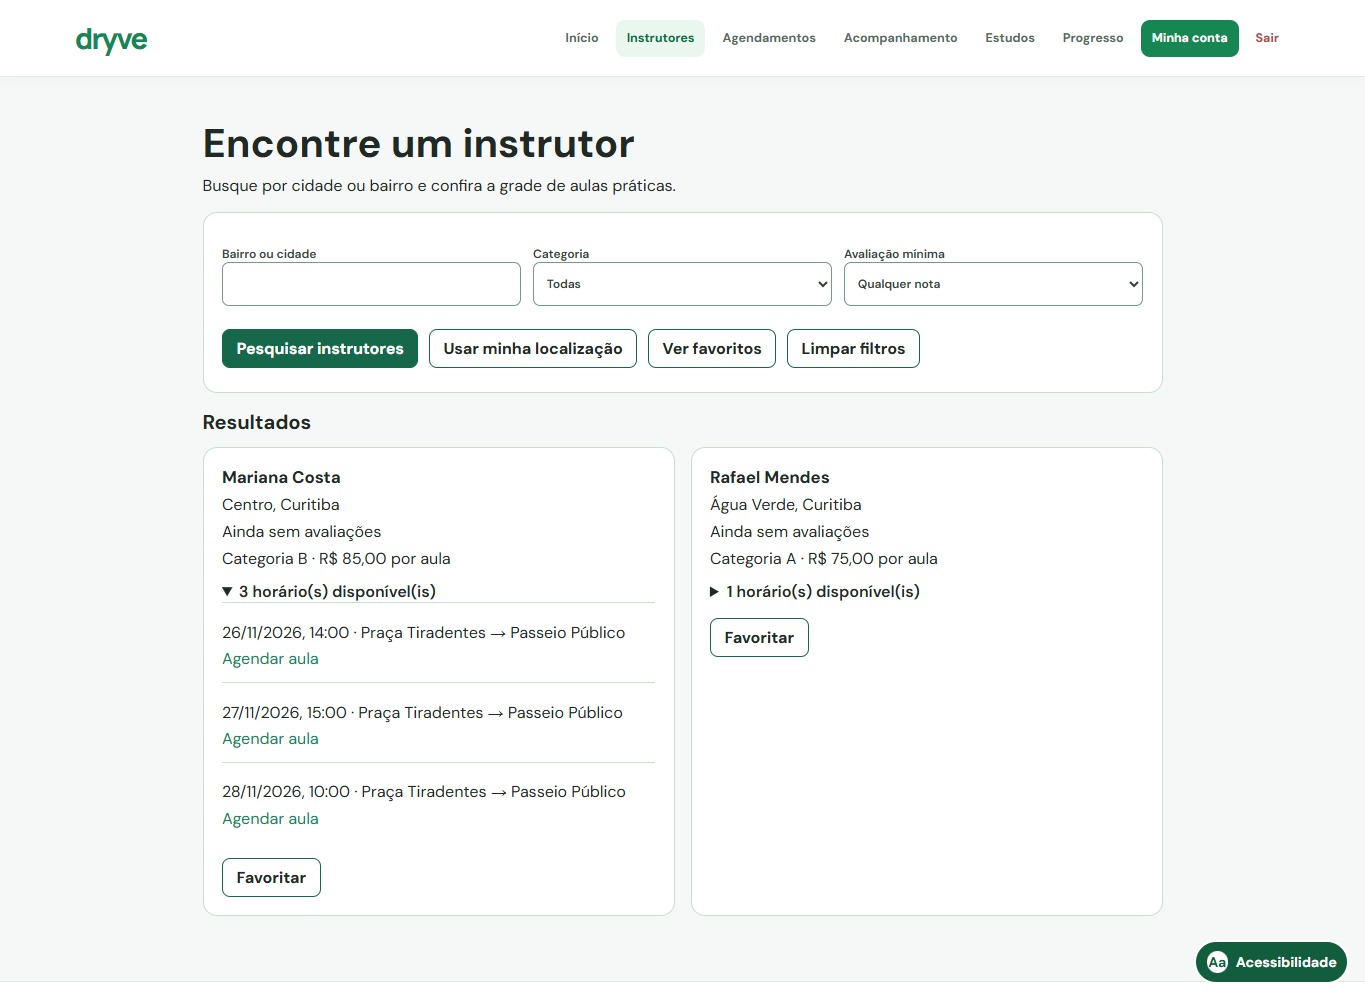 dryve
Início
Instrutores
Agendamentos
Acompanhamento
Estudos
Progresso
Minha conta
Sair
Encontre um instrutor
Busque por cidade ou bairro e confira a grade de aulas práticas.
Bairro ou cidade
Categoria
Todas
Avaliação mínima
Qualquer nota
Pesquisar instrutores
Usar minha localização
Ver favoritos
Limpar filtros
Resultados
Mariana Costa
Centro, Curitiba
Ainda sem avaliações
Categoria B · R$ 85,00 por aula
▼ 3 horário(s) disponível(is)
26/11/2026, 14:00 · Praça Tiradentes → Passeio Público
Agendar aula
27/11/2026, 15:00 · Praça Tiradentes → Passeio Público
Agendar aula
28/11/2026, 10:00 · Praça Tiradentes → Passeio Público
Agendar aula
Favoritar
Rafael Mendes
Água Verde, Curitiba
Ainda sem avaliações
Categoria A · R$ 75,00 por aula
▶ 1 horário(s) disponível(is)
Favoritar
Aa Acessibilidade